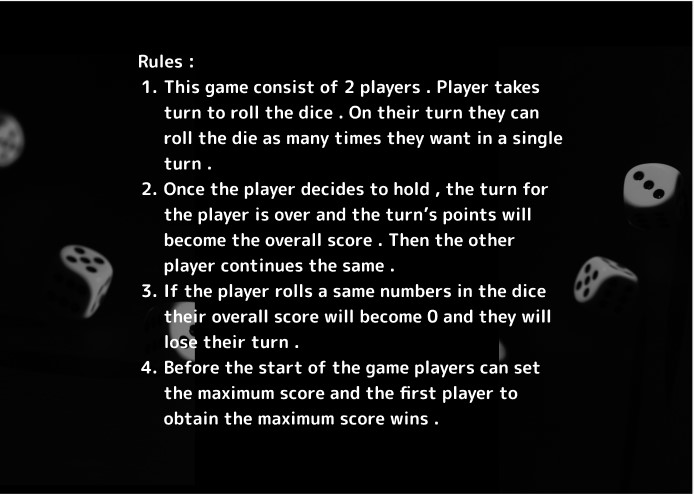 Rules :
1. This game consist of 2 players . Player takes
turn to roll the dice . On their turn they can
roll the die as many times they want in a single
turn .
2. Once the player decides to hold , the turn for
the player is over and the turn’s points will
become the overall score . Then the other
player continues the same .
3. If the player rolls a same numbers in the dice
their overall score will become 0 and they will
lose their turn .
4. Before the start of the game players can set
the maximum score and the first player to
obtain the maximum score wins .